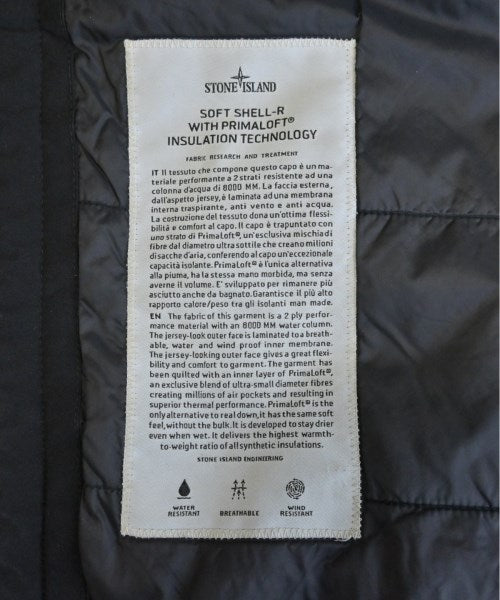 STONE ISLAND
SOFT SHELL-R
WITH PRIMALOFT®
INSULATION TECHNOLOGY
FABRIC RESEARCH AND TREATMENT
IT Il tessuto che compone questo capo è un ma-
teriale performante a 2 strati resistente ad una
colonna d'acqua di 8000 MM. La faccia esterna,
dall'aspetto jersey, è laminata ad una membrana
interna traspirante, anti vento e anti acqua.
La costruzione del tessuto dona un'ottima flessi-
bilità e comfort al capo. Il capo è trapuntato con
uno strato di PrimaLoft®, un'esclusiva mischia di
fibre dal diametro ultra sottile che creano milioni
di sacche d'aria, conferendo al capo un'eccezionale
capacità isolante. PrimaLoft® è l'unica alternativa
alla piuma, ha la stessa mano morbida, ma senza
averne il volume. E' sviluppato per rimanere più
asciutto anche da bagnato. Garantisce il più alto
rapporto calore/peso tra gli isolanti man made.
EN The fabric of this garment is a 2 ply perfor-
mance material with an 8000 MM water column.
The jersey-look outer face is laminated to a breath-
able, water and wind proof inner membrane.
The jersey-looking outer face gives a great flexi-
bility and comfort to garment. The garment has
been quilted with an inner layer of PrimaLoft®,
an exclusive blend of ultra-small diameter fibres
creating millions of air pockets and resulting in
superior thermal performance. PrimaLoft® is the
only alternative to real down, it has the same soft
feel, without the bulk. It is developed to stay drier
even when wet. It delivers the highest warmth-
to-weight ratio of all synthetic insulations.
STONE ISLAND ENGINEERING
WATER RESISTANT
BREATHABLE
WIND RESISTANT